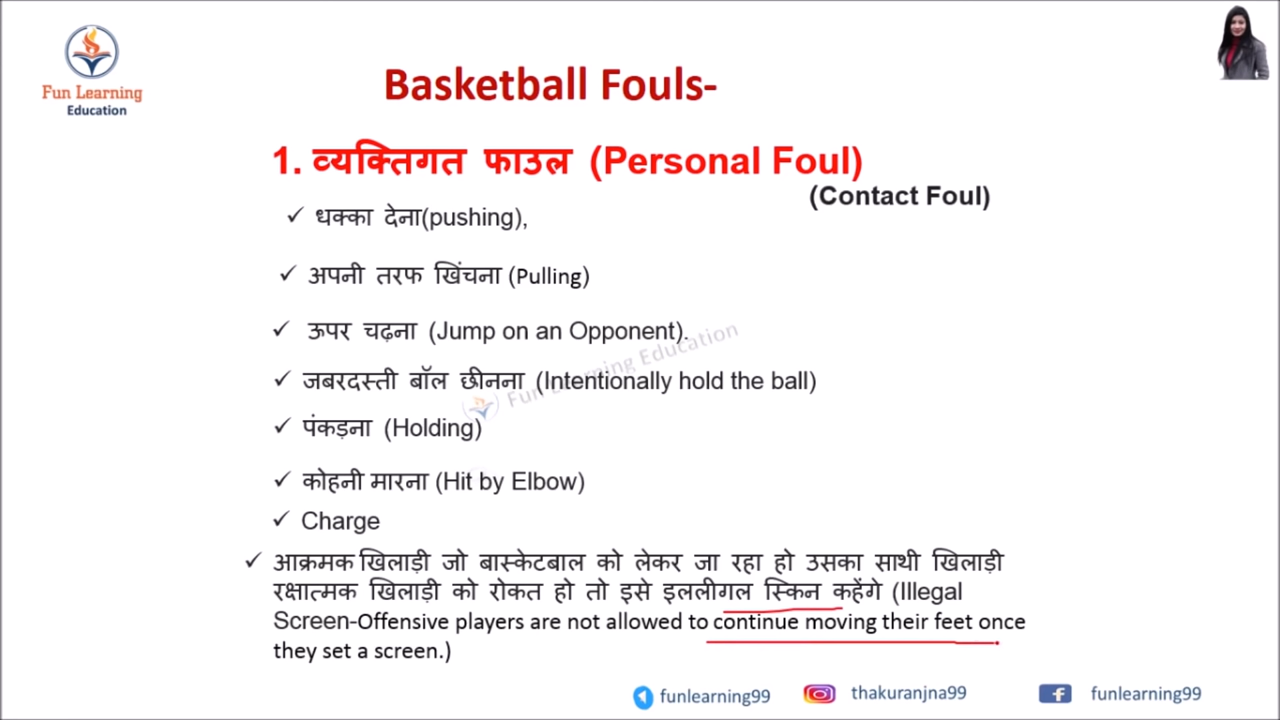 Fun Learning
Education
Basketball Fouls-
1. व्यक्तिगत फाउल (Personal Foul)
(Contact Foul)
✓ धक्का देना(pushing),
✓ अपनी तरफ खिंचना (Pulling)
✓ ऊपर चढ़ना (Jump on an Opponent).
✓ जबरदस्ती बॉल छीनना (Intentionally hold the ball)
✓ पंकड़ना (Holding)
✓ कोहनी मारना (Hit by Elbow)
✓ Charge
✓ आक्रमक खिलाड़ी जो बास्केटबाल को लेकर जा रहा हो उसका साथी खिलाड़ी
रक्षात्मक खिलाड़ी को रोकत हो तो इसे इललीगल स्किन कहेंगे (Illegal
Screen-Offensive players are not allowed to continue moving their feet once
they set a screen.)
Fun Learning Education
funlearning99 thakuranjna99 funlearning99